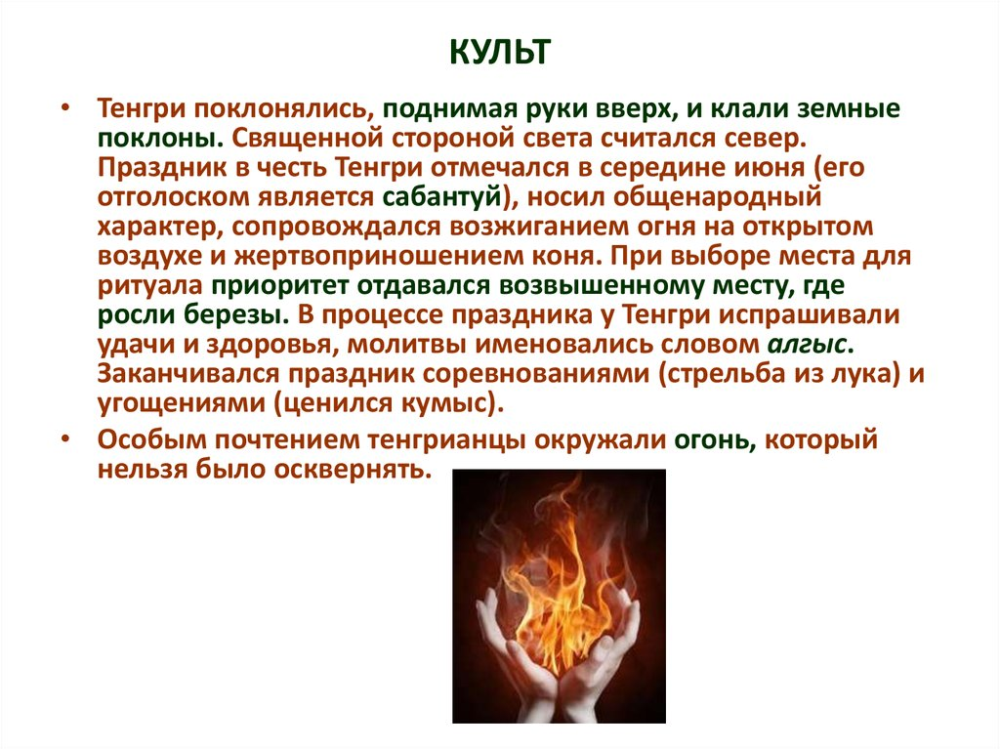 КУЛЬТ
• Тенгри поклонялись, поднимая руки вверх, и клали земные
поклоны. Священной стороной света считался север.
Праздник в честь Тенгри отмечался в середине июня (его
отголоском является сабантуй), носил общенародный
характер, сопровождался возжиганием огня на открытом
воздухе и жертвоприношением коня. При выборе места для
ритуала приоритет отдавался возвышенному месту, где
росли березы. В процессе праздника у Тенгри испрашивали
удачи и здоровья, молитвы именовались словом алгыс.
Заканчивался праздник соревнованиями (стрельба из лука) и
угощениями (ценился кумыс).
• Особым почтением тенгрианцы окружали огонь, который
нельзя было осквернять.